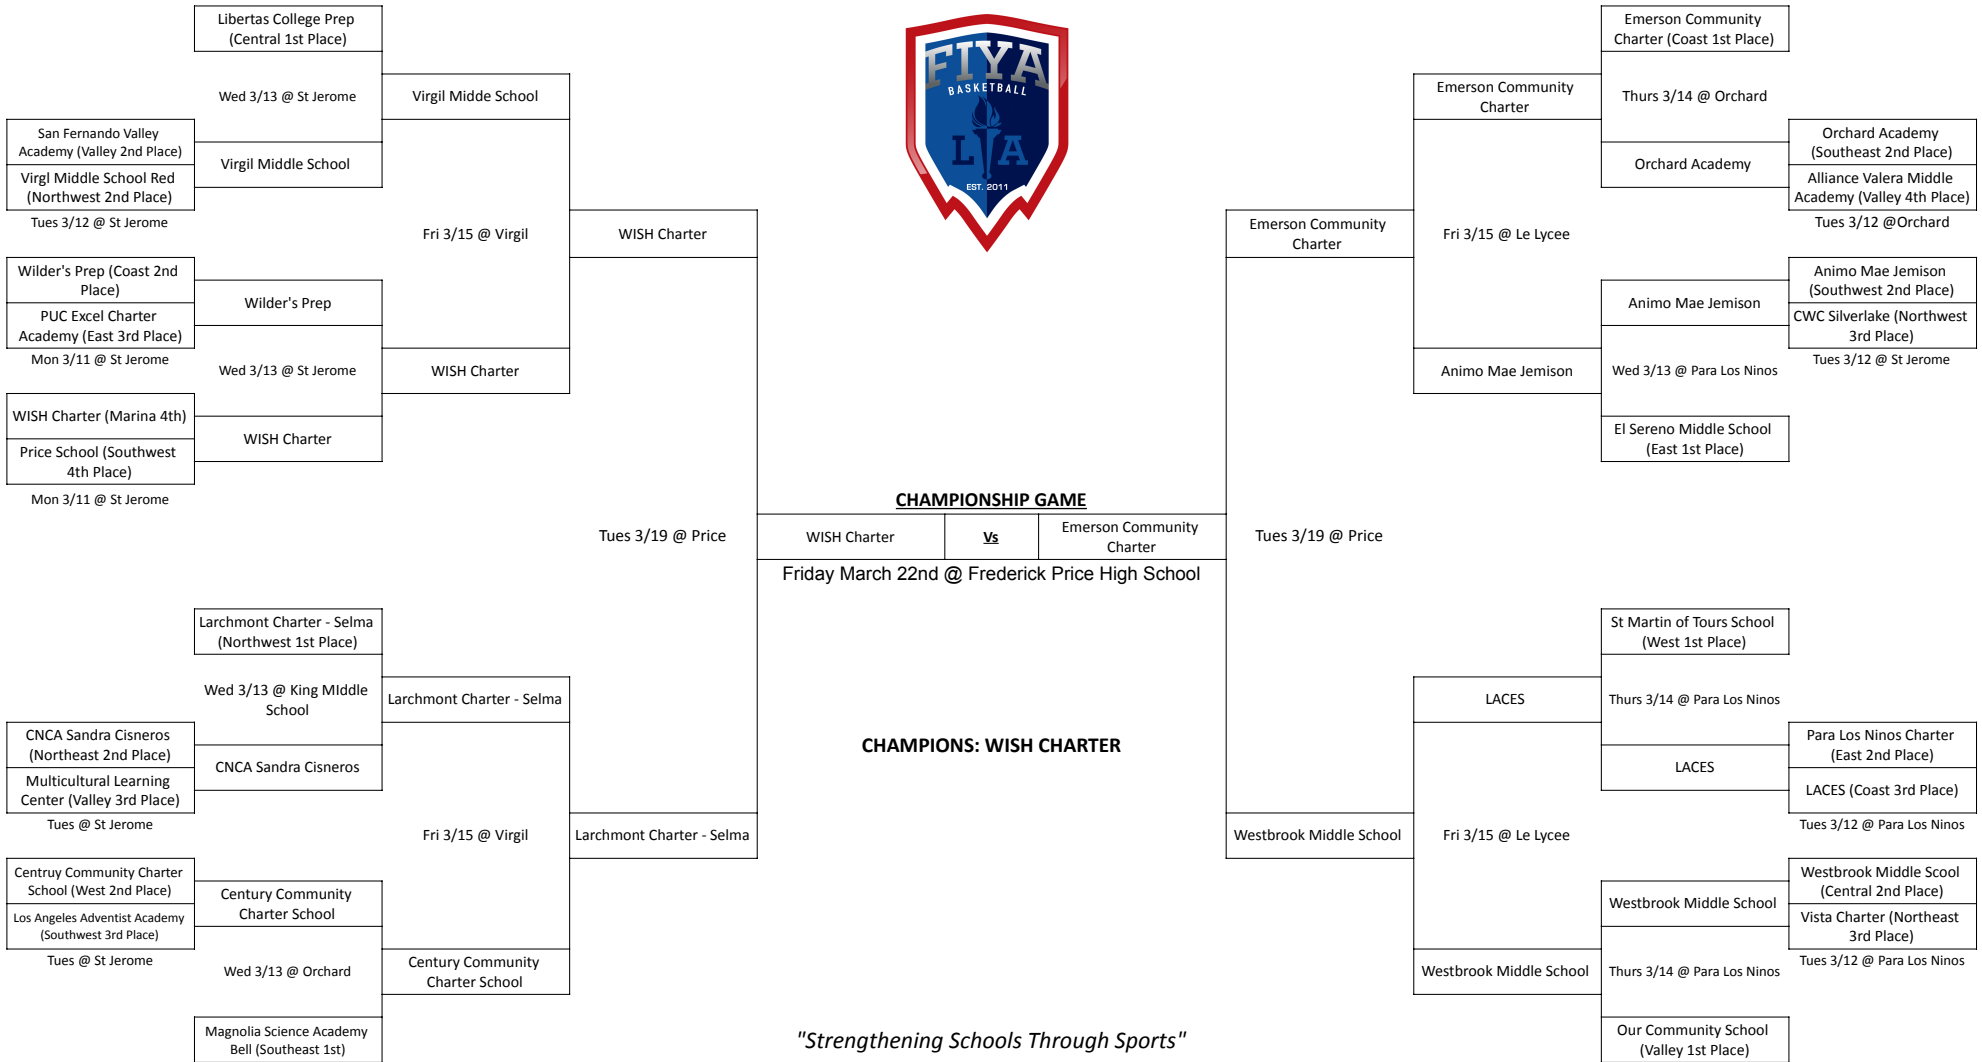 Libertas College Prep
(Central 1st Place)
Wed 3/13 @ St Jerome
Virgil Midde School
San Fernando Valley
Academy (Valley 2nd Place)
Virgl Middle School Red
(Northwest 2nd Place)
Tues 3/12 @ St Jerome
Virgil Middle School
Fri 3/15 @ Virgil
WISH Charter
Wilder's Prep (Coast 2nd
Place)
PUC Excel Charter
Academy (East 3rd Place)
Mon 3/11 @ St Jerome
Wilder's Prep
Wed 3/13 @ St Jerome
WISH Charter
WISH Charter (Marina 4th)
Price School (Southwest
4th Place)
Mon 3/11 @ St Jerome
WISH Charter
Tues 3/19 @ Price
Larchmont Charter - Selma
(Northwest 1st Place)
Wed 3/13 @ King MIddle
School
Larchmont Charter - Selma
CNCA Sandra Cisneros
(Northeast 2nd Place)
Multicultural Learning
Center (Valley 3rd Place)
Tues @ St Jerome
CNCA Sandra Cisneros
Fri 3/15 @ Virgil
Larchmont Charter - Selma
Centruy Community Charter
School (West 2nd Place)
Los Angeles Adventist Academy
(Southwest 3rd Place)
Tues @ St Jerome
Century Community
Charter School
Wed 3/13 @ Orchard
Century Community
Charter School
Magnolia Science Academy
Bell (Southeast 1st)
FIYA
BASKETBALL
L A
EST. 2011
CHAMPIONSHIP GAME
WISH Charter
Vs
Emerson Community
Charter
Friday March 22nd @ Frederick Price High School
CHAMPIONS: WISH CHARTER
"Strengthening Schools Through Sports"
Emerson Community
Charter (Coast 1st Place)
Emerson Community
Charter
Thurs 3/14 @ Orchard
Orchard Academy
(Southeast 2nd Place)
Alliance Valera Middle
Academy (Valley 4th Place)
Tues 3/12 @Orchard
Orchard Academy
Emerson Community
Charter
Fri 3/15 @ Le Lycee
Animo Mae Jemison
(Southwest 2nd Place)
CWC Silverlake (Northwest
3rd Place)
Tues 3/12 @ St Jerome
Animo Mae Jemison
Animo Mae Jemison
Wed 3/13 @ Para Los Ninos
El Sereno Middle School
(East 1st Place)
Tues 3/19 @ Price
St Martin of Tours School
(West 1st Place)
LACES
Thurs 3/14 @ Para Los Ninos
Para Los Ninos Charter
(East 2nd Place)
LACES (Coast 3rd Place)
Tues 3/12 @ Para Los Ninos
LACES
Westbrook Middle School
Fri 3/15 @ Le Lycee
Westbrook Middle Scool
(Central 2nd Place)
Vista Charter (Northeast
3rd Place)
Tues 3/12 @ Para Los Ninos
Westbrook Middle School
Westbrook Middle School
Thurs 3/14 @ Para Los Ninos
Our Community School
(Valley 1st Place)